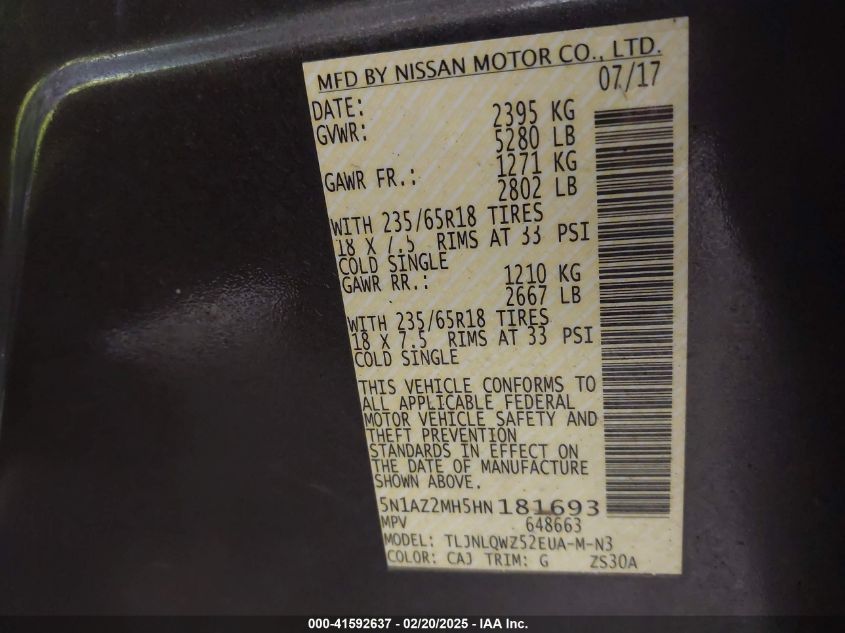 MFD BY NISSAN MOTOR CO., LTD.
DATE: 07/17
GVWR: 2395 KG
5280 LB
GAWR FR.: 1271 KG
2802 LB
WITH 235/65R18 TIRES
18 X 7.5 RIMS AT 33 PSI
COLD SINGLE
GAWR RR.: 1210 KG
2667 LB
WITH 235/65R18 TIRES
18 X 7.5 RIMS AT 33 PSI
COLD SINGLE
THIS VEHICLE CONFORMS TO
ALL APPLICABLE FEDERAL
MOTOR VEHICLE SAFETY AND
THEFT PREVENTION
STANDARDS IN EFFECT ON
THE DATE OF MANUFACTURE
SHOWN ABOVE.
5N1AZ2MH5HN181693
MPV 648663
MODEL: TLJNLQWZ52EUA-M-N3
COLOR: CAJ TRIM: G ZS30A
000-41592637 - 02/20/2025 - IAA Inc.